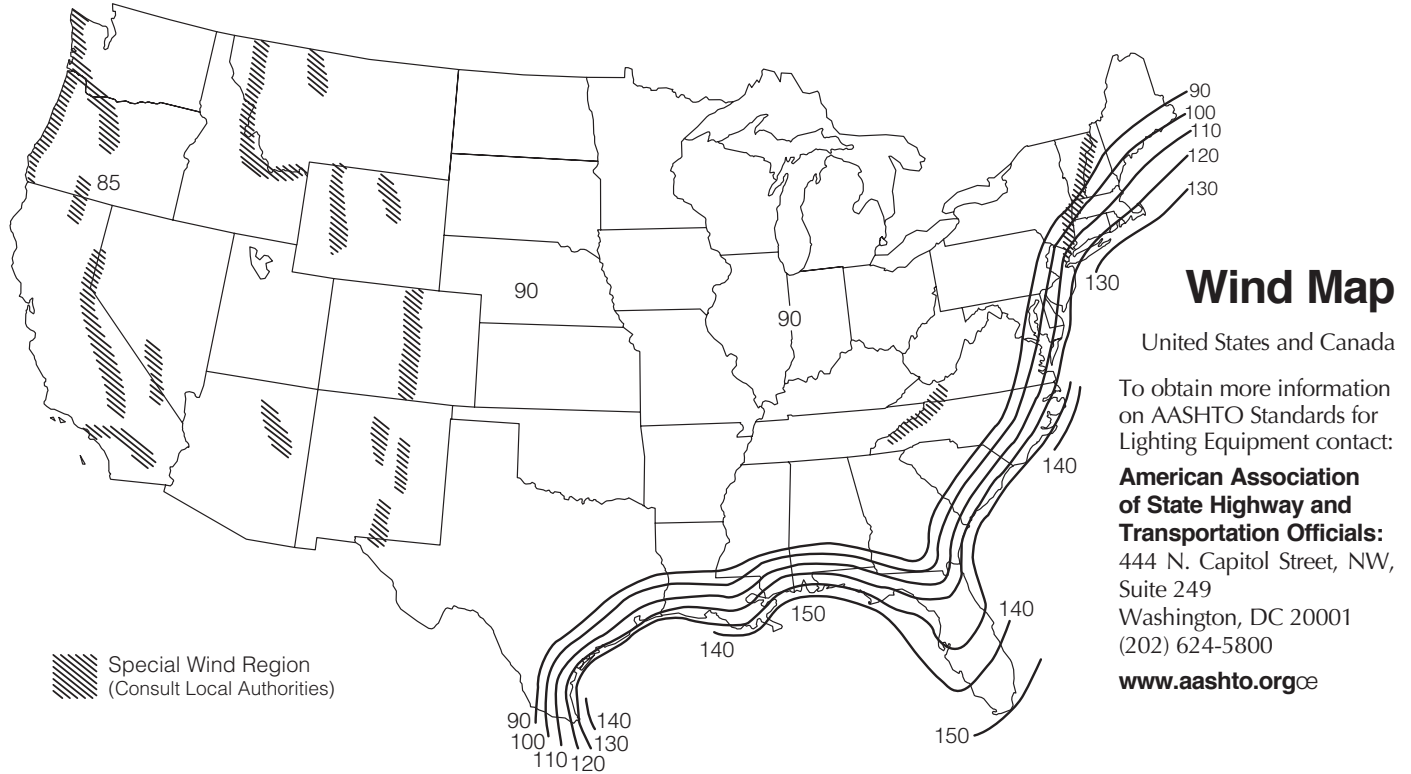 90
100
110
120
130
85
130
Wind Map
90
90
United States and Canada
To obtain more information
on AASHTO Standards for
Lighting Equipment contact:
140
American Association
of State Highway and
Transportation Officials:
444 N. Capitol Street, NW,
Suite 249
Washington, DC 20001
(202) 624-5800
www.aashto.orgœ
150
140
140
Special Wind Region
(Consult Local Authorities)
90
100
110
120
130
140
150